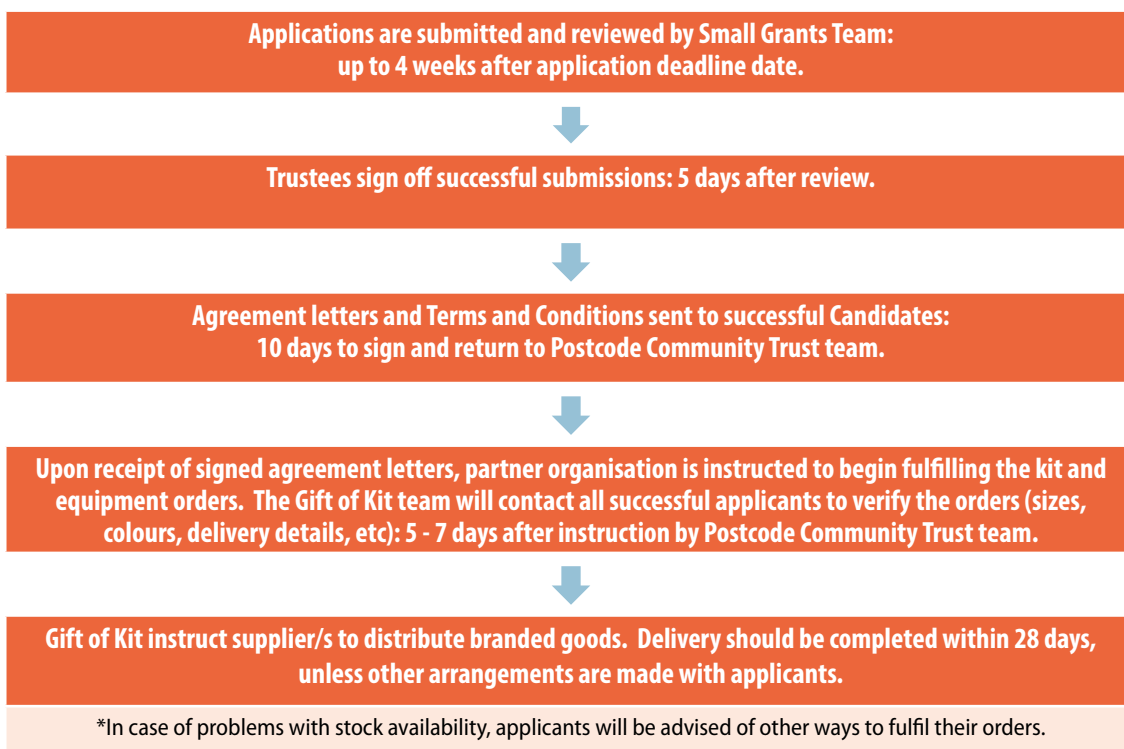 Applications are submitted and reviewed by Small Grants Team:
up to 4 weeks after application deadline date.
Trustees sign off successful submissions: 5 days after review.
Agreement letters and Terms and Conditions sent to successful Candidates:
10 days to sign and return to Postcode Community Trust team.
Upon receipt of signed agreement letters, partner organisation is instructed to begin fulfilling the kit and
equipment orders. The Gift of Kit team will contact all successful applicants to verify the orders (sizes,
colours, delivery details, etc): 5 - 7 days after instruction by Postcode Community Trust team.
Gift of Kit instruct supplier/s to distribute branded goods. Delivery should be completed within 28 days,
unless other arrangements are made with applicants.
*In case of problems with stock availability, applicants will be advised of other ways to fulfil their orders.